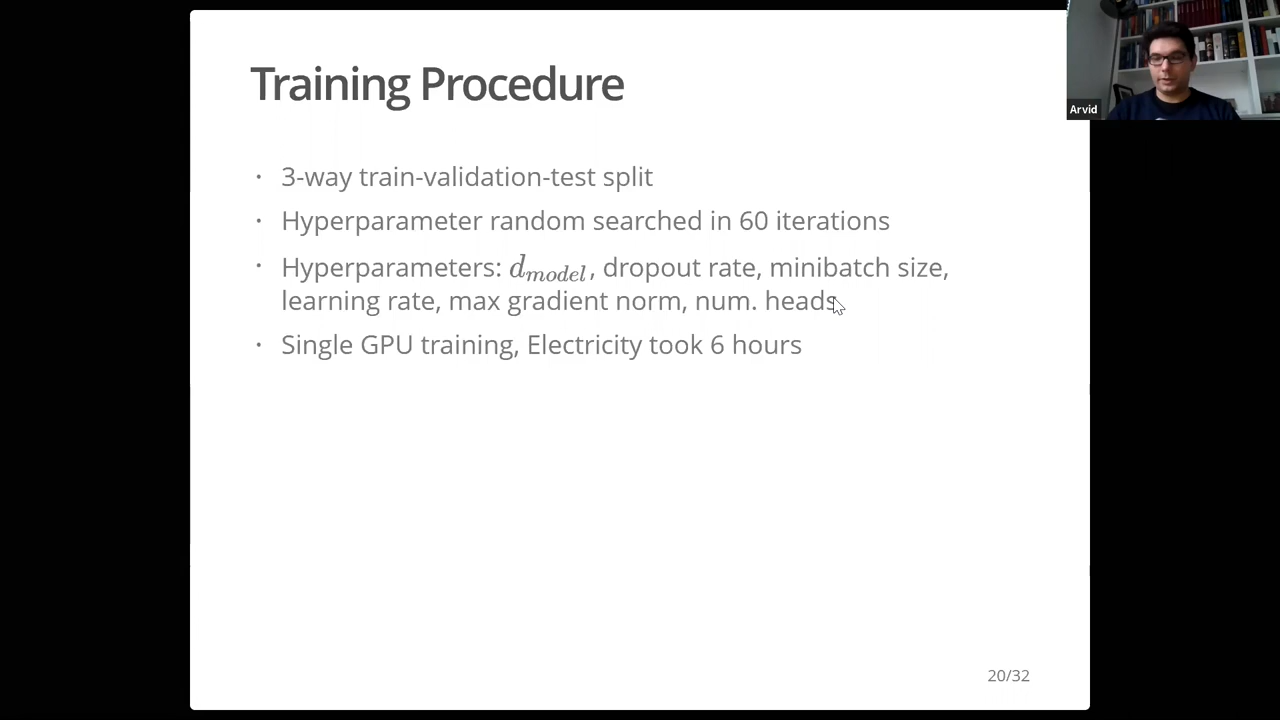 Training Procedure
Arvid
• 3-way train-validation-test split
• Hyperparameter random searched in 60 iterations
• Hyperparameters: d_model, dropout rate, minibatch size,
learning rate, max gradient norm, num. heads
• Single GPU training, Electricity took 6 hours
20/32